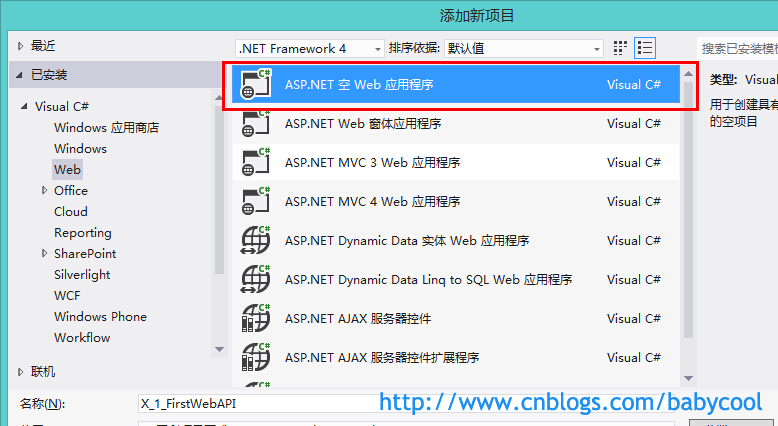 添加新项目
最近
.NET Framework 4
排序依据:
默认值
搜索已安装模板
已安装
Visual C#
Windows 应用商店
Windows
Web
Office
Cloud
Reporting
SharePoint
Silverlight
WCF
Windows Phone
Workflow
联机
ASP.NET 空 Web 应用程序 Visual C#
ASP.NET Web 窗体应用程序 Visual C#
ASP.NET MVC 3 Web 应用程序 Visual C#
ASP.NET MVC 4 Web 应用程序 Visual C#
ASP.NET Dynamic Data 实体 Web 应用程序 Visual C#
ASP.NET Dynamic Data Linq to SQL Web 应用程序 Visual C#
ASP.NET AJAX 服务器控件 Visual C#
ASP.NET AJAX 服务器控件扩展程序 Visual C#
类型: Visua
用于创建具有
的空项目
名称(N):
X_1_FirstWebAPI
http://www.cnblogs.com/babycool